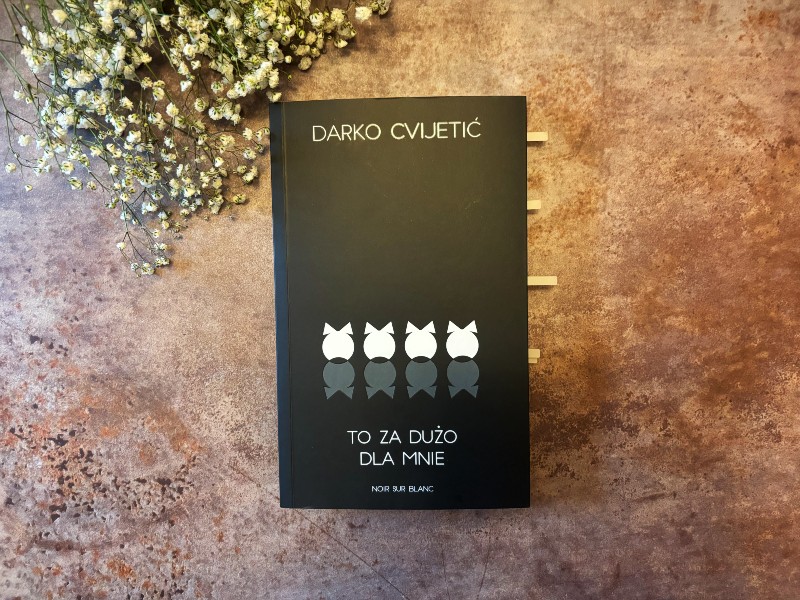 DARKO CVIJETIĆ
TO ZA DUŻO
DLA MNIE
NOIR SUR BLANC